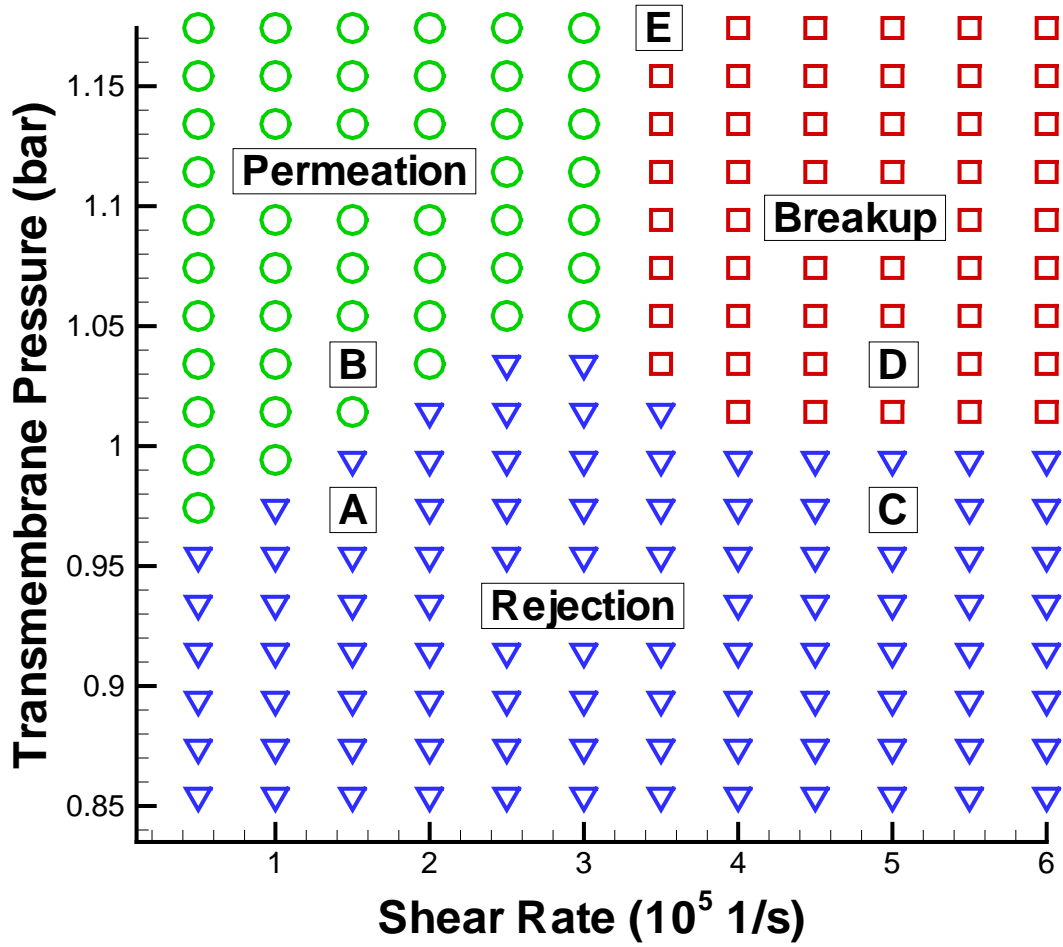 E
1.15
Permeation
1.1
Breakup
1.05
B
D
1
A
C
0.95
Rejection
0.9
0.85
Transmembrane Pressure (bar)
1 2 3 4 5 6
Shear Rate (10⁵ 1/s)